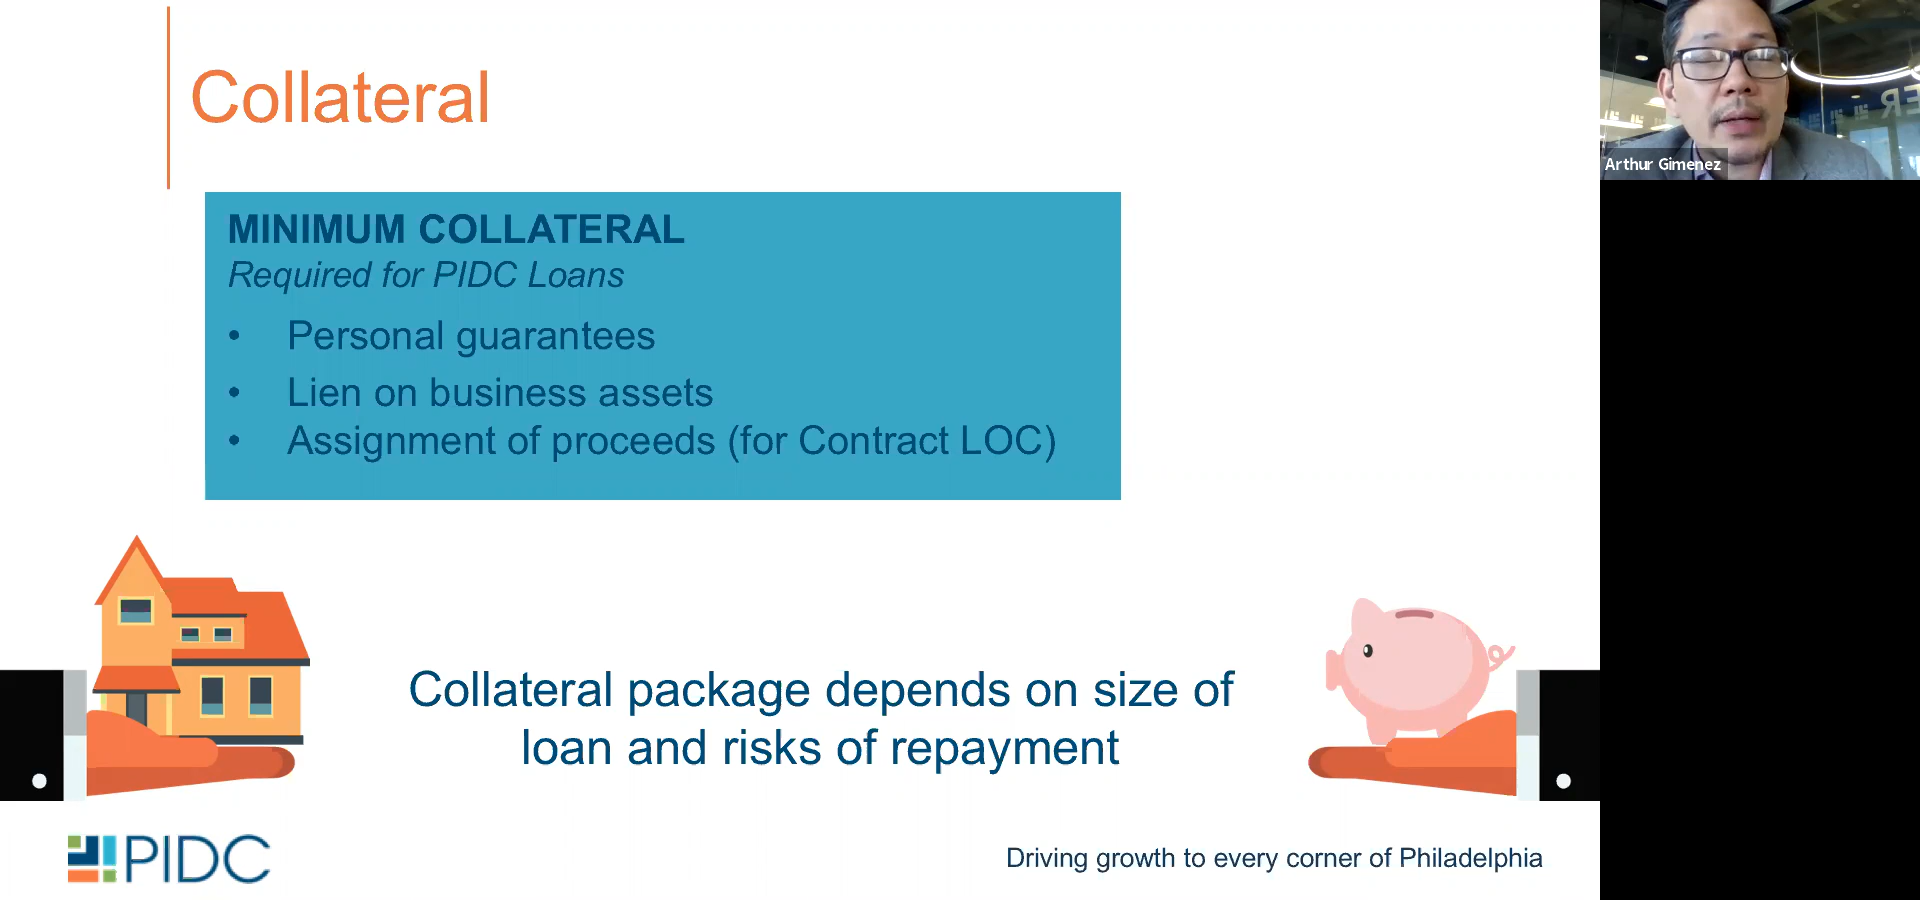 Collateral
MINIMUM COLLATERAL
Required for PIDC Loans
• Personal guarantees
• Lien on business assets
• Assignment of proceeds (for Contract LOC)
Collateral package depends on size of
loan and risks of repayment
PIDC
Driving growth to every corner of Philadelphia
Arthur Gimenez